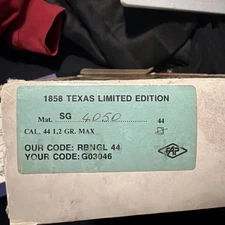 1858 TEXAS LIMITED EDITION
Mat. SG 4050 44
CAL. 44 1,2 GR. MAX
OUR CODE: RBNGL 44
YOUR CODE: G03046